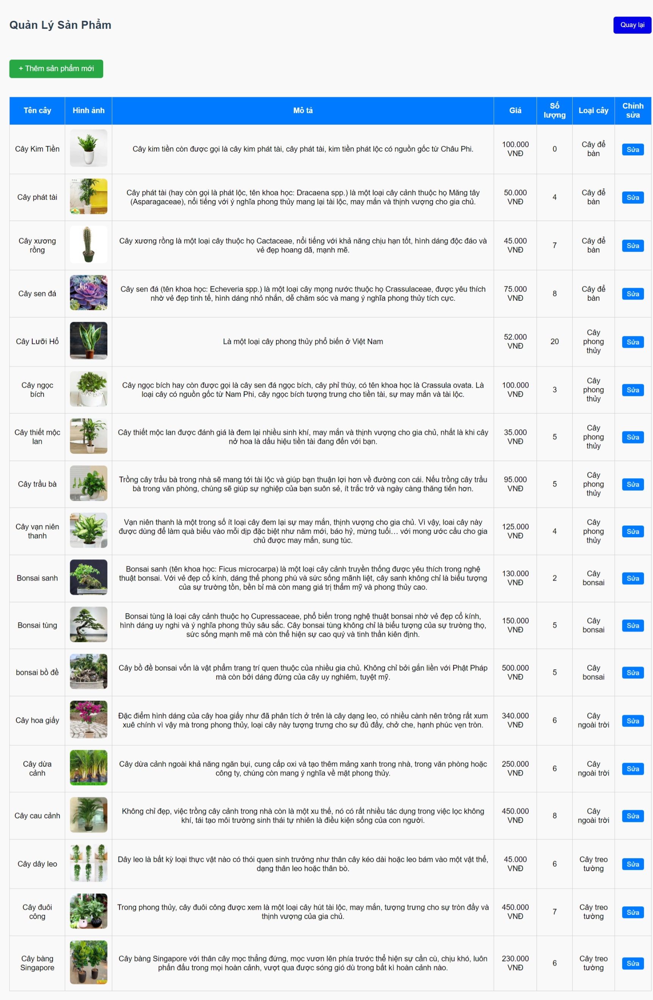 Quản Lý Sản Phẩm
Quay lại
+ Thêm sản phẩm mới
Tên cây
Hình ảnh
Mô tả
Giá
Số
lượng
Loại cây
Chỉnh
sửa
Cây Kim Tiền
Cây kim tiền còn được gọi là cây kim phát tài, cây phát tài, kim tiền phát lộc có nguồn gốc từ Châu Phi.
100.000
VNĐ
0
Cây để
bàn
Sửa
Cây phát tài
Cây phát tài (hay còn gọi là phát lộc, tên khoa học: Dracaena spp.) là một loại cây cảnh thuộc họ Măng tây
(Asparagaceae), nổi tiếng với ý nghĩa phong thủy mang lại tài lộc, may mắn và thịnh vượng cho gia chủ.
50.000
VNĐ
4
Cây để
bàn
Sửa
Cây xương
rồng
Cây xương rồng là một loại cây thuộc họ Cactaceae, nổi tiếng với khả năng chịu hạn tốt, hình dáng độc đáo và
vẻ đẹp hoang dã, mạnh mẽ.
45.000
VNĐ
7
Cây để
bàn
Sửa
Cây sen đá
Cây sen đá (tên khoa học: Echeveria spp.) là một loại cây mọng nước thuộc họ Crassulaceae, được yêu thích
nhờ vẻ đẹp tinh tế, hình dáng nhỏ nhắn, dễ chăm sóc và mang ý nghĩa phong thủy tích cực.
75.000
VNĐ
8
Cây để
bàn
Sửa
Cây Lưỡi Hổ
Là một loại cây phong thủy phổ biến ở Việt Nam
52.000
VNĐ
20
Cây
phong
thủy
Sửa
Cây ngọc
bích
Cây ngọc bích hay còn được gọi là cây sen đá ngọc bích, cây phỉ thúy, có tên khoa học là Crassula ovata. Là
loại cây có nguồn gốc từ Nam Phi, cây ngọc bích tượng trưng cho tiền tài, sự may mắn và tài lộc.
100.000
VNĐ
3
Cây
phong
thủy
Sửa
Cây thiết mộc
lan
Cây thiết mộc lan được đánh giá là đem lại nhiều sinh khí, may mắn và thịnh vượng cho gia chủ, nhất là khi cây
nở hoa là dấu hiệu tiền tài đang đến với bạn.
35.000
VNĐ
5
Cây
phong
thủy
Sửa
Cây trầu bà
Trồng cây trầu bà trong nhà sẽ mang tới tài lộc và giúp bạn thuận lợi hơn về đường con cái. Nếu trồng cây trầu
bà trong văn phòng, chúng sẽ giúp sự nghiệp của bạn suôn sẻ, ít trắc trở và ngày càng thăng tiến hơn.
95.000
VNĐ
5
Cây
phong
thủy
Sửa
Cây vạn niên
thanh
Vạn niên thanh là một trong số ít loại cây đem lại sự may mắn, thịnh vượng cho gia chủ. Vì vậy, loai cây này
được dùng để làm quà biếu vào mỗi dịp đặc biệt như năm mới, báo hỷ, mừng tuổi… với mong ước cầu cho gia
chủ được may mắn, sung túc.
125.000
VNĐ
4
Cây
phong
thủy
Sửa
Bonsai sanh
Bonsai sanh (tên khoa học: Ficus microcarpa) là một loại cây cảnh truyền thống được yêu thích trong nghệ
thuật bonsai. Với vẻ đẹp cổ kính, dáng thế phong phú và sức sống mãnh liệt, cây sanh không chỉ là biểu tượng
của sự trường tồn, bền bỉ mà còn mang giá trị thẩm mỹ và phong thủy cao.
130.000
VNĐ
2
Cây
bonsai
Sửa
Bonsai tùng
Bonsai tùng là loại cây cảnh thuộc họ Cupressaceae, phổ biến trong nghệ thuật bonsai nhờ vẻ đẹp cổ kính,
hình dáng uy nghi và ý nghĩa phong thủy sâu sắc. Cây bonsai tùng không chỉ là biểu tượng của sự trường thọ,
sức sống mạnh mẽ mà còn thể hiện sự cao quý và tinh thần kiên định.
150.000
VNĐ
5
Cây
bonsai
Sửa
bonsai bồ đề
Cây bồ đề bonsai vốn là vật phẩm trang trí quen thuộc của nhiều gia chủ. Không chỉ bởi gắn liền với Phật Pháp
mà còn bởi dáng đứng của cây uy nghiêm, tuyệt mỹ.
500.000
VNĐ
5
Cây
bonsai
Sửa
Cây hoa giấy
Đặc điểm hình dáng của cây hoa giấy như đã phân tích ở trên là cây dạng leo, có nhiều cành nên trông rất xum
xuê chính vì vậy mà trong phong thủy, loại cây này tượng trưng cho sự đủ đầy, chở che, hạnh phúc vẹn tròn.
340.000
VNĐ
6
Cây
ngoài trời
Sửa
Cây dừa
cảnh
Cây dừa cảnh ngoài khả năng ngăn bụi, cung cấp oxi và tạo thêm mảng xanh trong nhà, trong văn phòng hoặc
công ty, chúng còn mang ý nghĩa về mặt phong thủy.
250.000
VNĐ
6
Cây
ngoài trời
Sửa
Cây cau cảnh
Không chỉ đẹp, việc trồng cây cảnh trong nhà còn là một xu thế, nó có rất nhiều tác dụng trong việc lọc không
khí, tái tạo môi trường sinh thái tự nhiên là điều kiện sống của con người.
450.000
VNĐ
8
Cây
ngoài trời
Sửa
Cây dây leo
Dây leo là bất kỳ loại thực vật nào có thói quen sinh trưởng như thân cây kéo dài hoặc leo bám vào một vật thể,
dạng thân leo hoặc thân bò.
45.000
VNĐ
6
Cây treo
tường
Sửa
Cây đuôi
công
Trong phong thủy, cây đuôi công được xem là một loại cây hút tài lộc, may mắn, tượng trưng cho sự tròn đầy và
thịnh vượng của gia chủ.
450.000
VNĐ
7
Cây treo
tường
Sửa
Cây bàng
Singapore
Cây bàng Singapore với thân cây mọc thẳng đứng, mọc vươn lên phía trước thể hiện sự cần cù, chịu khó, luôn
phấn đấu trong mọi hoàn cảnh, vượt qua được sóng gió dù trong bất kì hoàn cảnh nào.
230.000
VNĐ
6
Cây treo
tường
Sửa